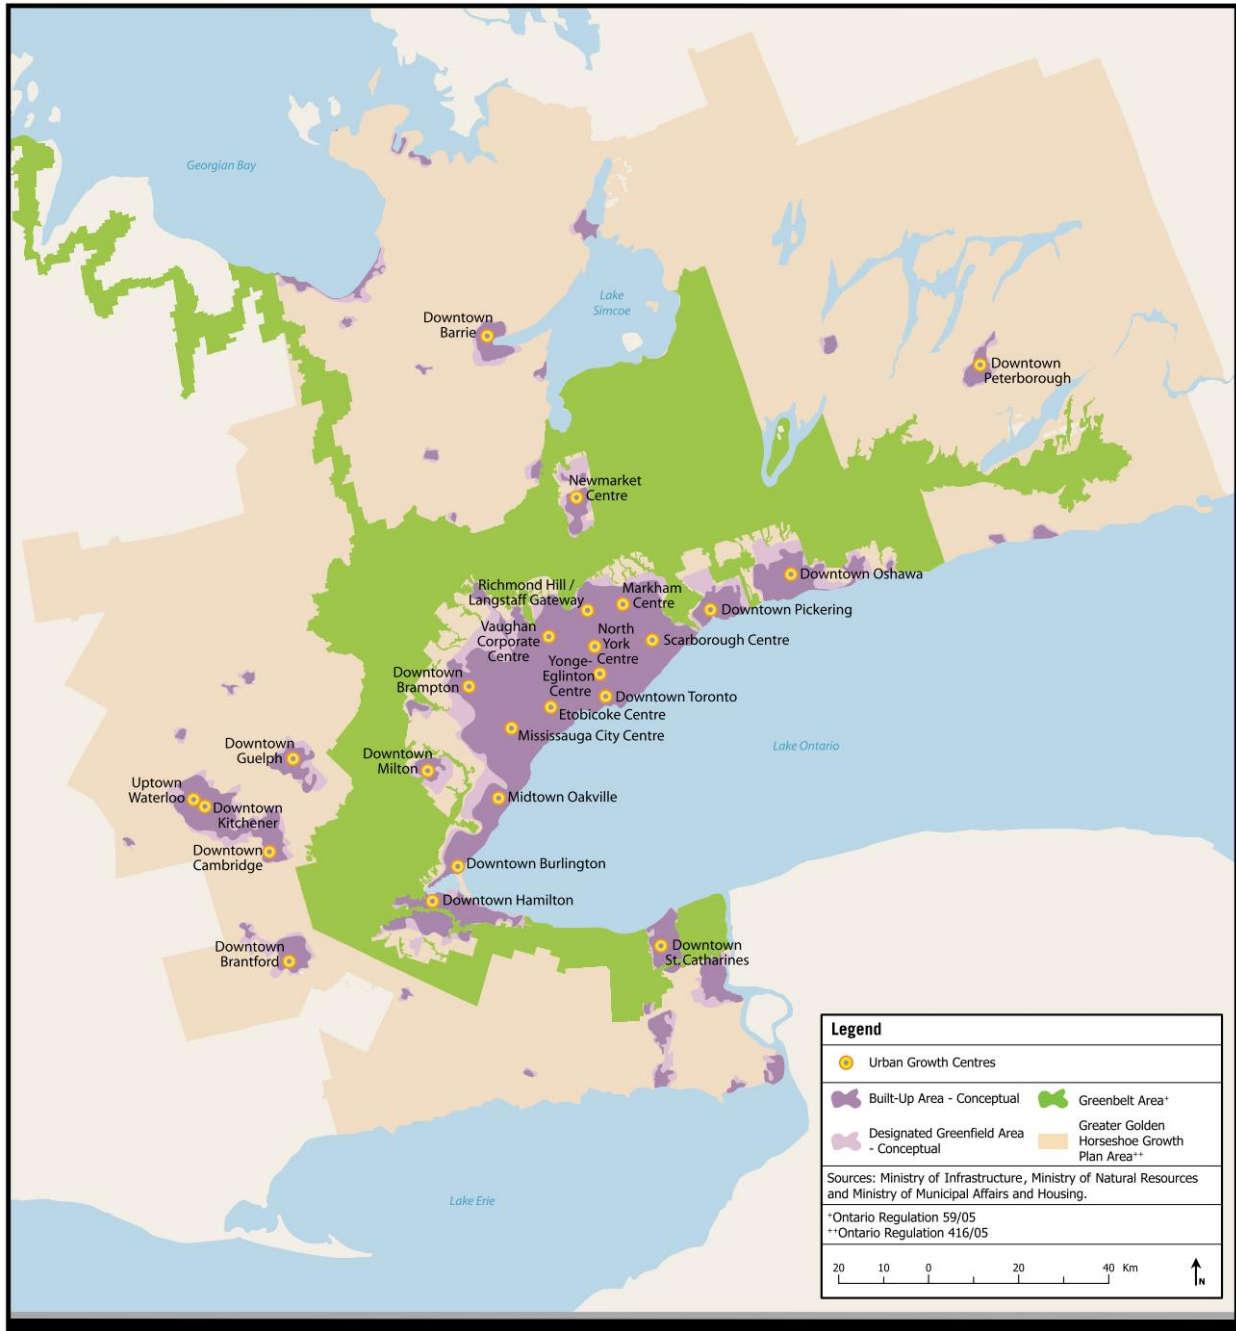 Georgian Bay
Lake
Simcoe
Downtown
Barrie
Downtown
Peterborough
Newmarket
Centre
Downtown Oshawa
Richmond Hill /
Langstaff Gateway
Markham
Centre
Downtown Pickering
Vaughan
Corporate
Centre
North
York
Centre
Scarborough Centre
Yonge-
Eglinton
Centre
Downtown
Brampton
Downtown Toronto
Etobicoke Centre
Mississauga City Centre
Lake Ontario
Downtown
Guelph
Downtown
Milton
Uptown
Waterloo
Downtown
Kitchener
Midtown Oakville
Downtown
Cambridge
Downtown Burlington
Downtown Hamilton
Downtown
Brantford
Downtown
St. Catharines
Lake Erie
Legend
Urban Growth Centres
Built-Up Area - Conceptual
Greenbelt Area+
Designated Greenfield Area
- Conceptual
Greater Golden
Horseshoe Growth
Plan Area++
Sources: Ministry of Infrastructure, Ministry of Natural Resources
and Ministry of Municipal Affairs and Housing.
+Ontario Regulation 59/05
++Ontario Regulation 416/05
20 10 0 20 40 Km
N